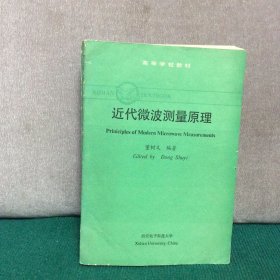 高等学校教材
近代微波测量原理
Prinieiples of Modern Microwave Measurements
董树义 编著
Edited by Dong Shuyi
西安电子科技大学
Xidian University, China